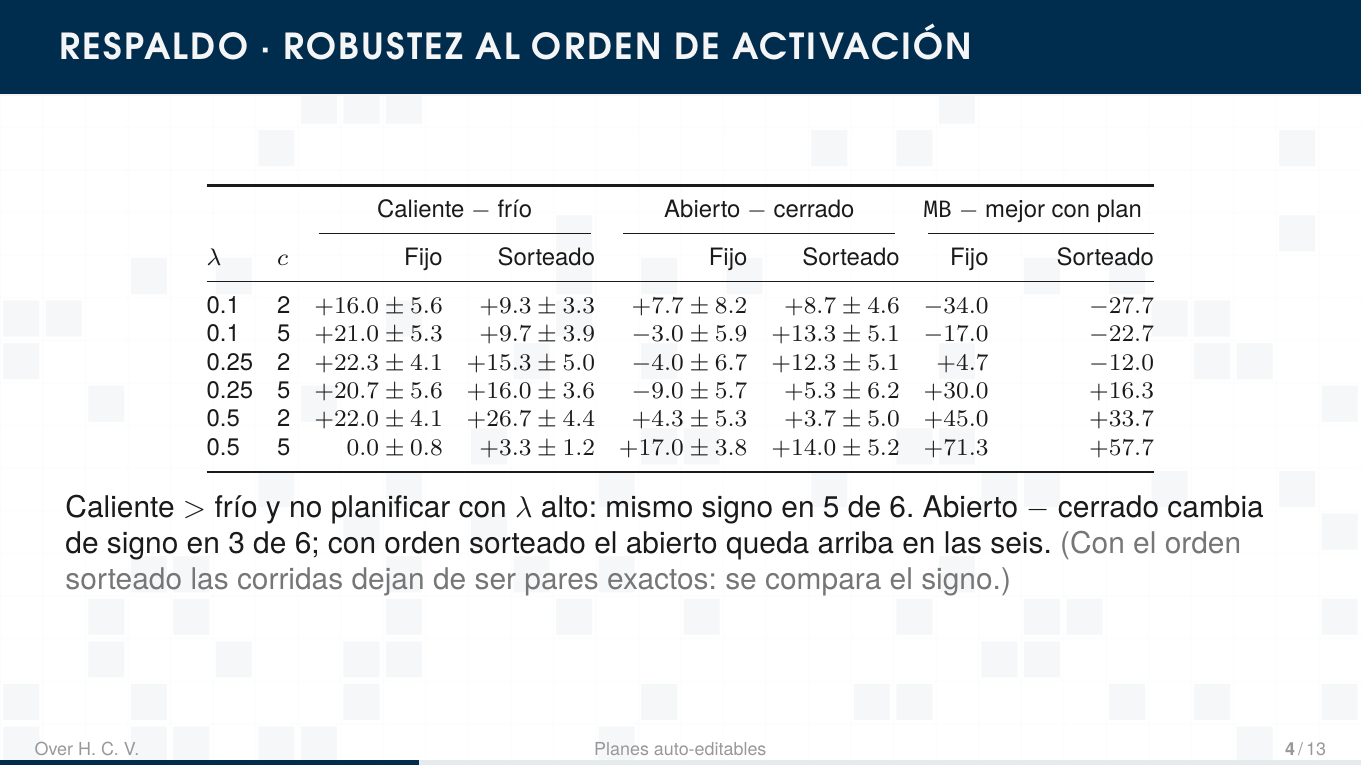 RESPALDO · ROBUSTEZ AL ORDEN DE ACTIVACIÓN
Caliente − frío Abierto − cerrado MB − mejor con plan
λ c Fijo Sorteado Fijo Sorteado Fijo Sorteado
0.1 2 +16.0 ± 5.6 +9.3 ± 3.3 +7.7 ± 8.2 +8.7 ± 4.6 −34.0 −27.7
0.1 5 +21.0 ± 5.3 +9.7 ± 3.9 −3.0 ± 5.9 +13.3 ± 5.1 −17.0 −22.7
0.25 2 +22.3 ± 4.1 +15.3 ± 5.0 −4.0 ± 6.7 +12.3 ± 5.1 +4.7 −12.0
0.25 5 +20.7 ± 5.6 +16.0 ± 3.6 −9.0 ± 5.7 +5.3 ± 6.2 +30.0 +16.3
0.5 2 +22.0 ± 4.1 +26.7 ± 4.4 +4.3 ± 5.3 +3.7 ± 5.0 +45.0 +33.7
0.5 5 0.0 ± 0.8 +3.3 ± 1.2 +17.0 ± 3.8 +14.0 ± 5.2 +71.3 +57.7
Caliente > frío y no planificar con λ alto: mismo signo en 5 de 6. Abierto − cerrado cambia
de signo en 3 de 6; con orden sorteado el abierto queda arriba en las seis. (Con el orden
sorteado las corridas dejan de ser pares exactos: se compara el signo.)
Over H. C. V. Planes auto-editables 4 / 13